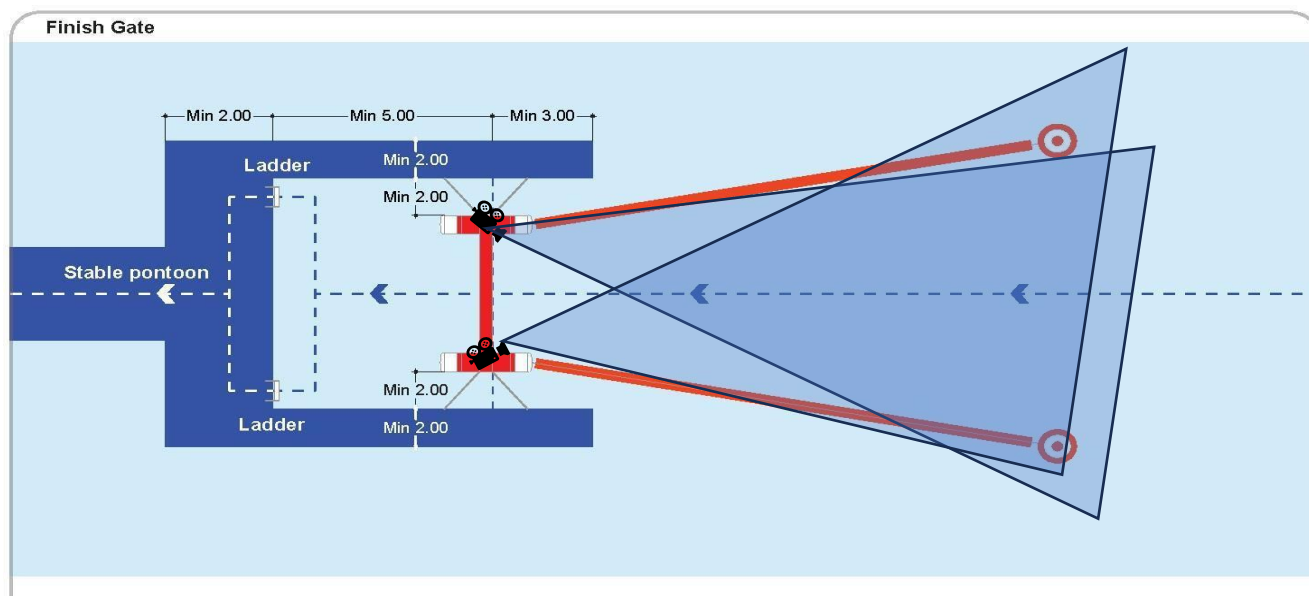 Finish Gate
Min 2.00 Min 5.00 Min 3.00
Ladder
Min 2.00
Min 2.00
Stable pontoon
Min 2.00
Ladder
Min 2.00